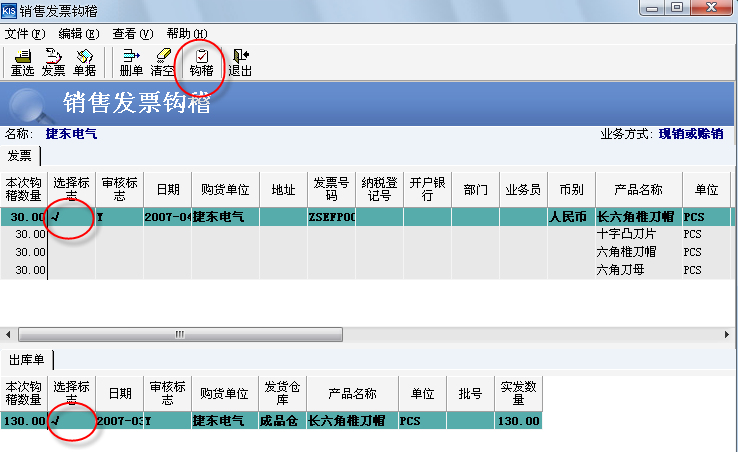 KIS 销售发票钩稽
文件(F) 编辑(E) 查看(V) 帮助(H)
重选 发票 单据 删单 清空 钩稽 退出
销售发票钩稽
名称: 捷东电气 业务方式: 现销或赊销
发票
本次钩稽数量 选择标志 审核标志 日期 购货单位 地址 发票号码 纳税登记号 开户银行 部门 业务员 币别 产品名称 单位
30.00 √ Y 2007-04 捷东电气 ZSEFP00 人民币 长六角椎刀帽 PCS
30.00 十字凸刀片 PCS
30.00 六角椎刀帽 PCS
30.00 六角刀母 PCS
出库单
本次钩稽数量 选择标志 日期 审核标志 购货单位 发货仓库 产品名称 单位 批号 实发数量
130.00 √ 2007-03 Y 捷东电气 成品仓 长六角椎刀帽 PCS 130.00